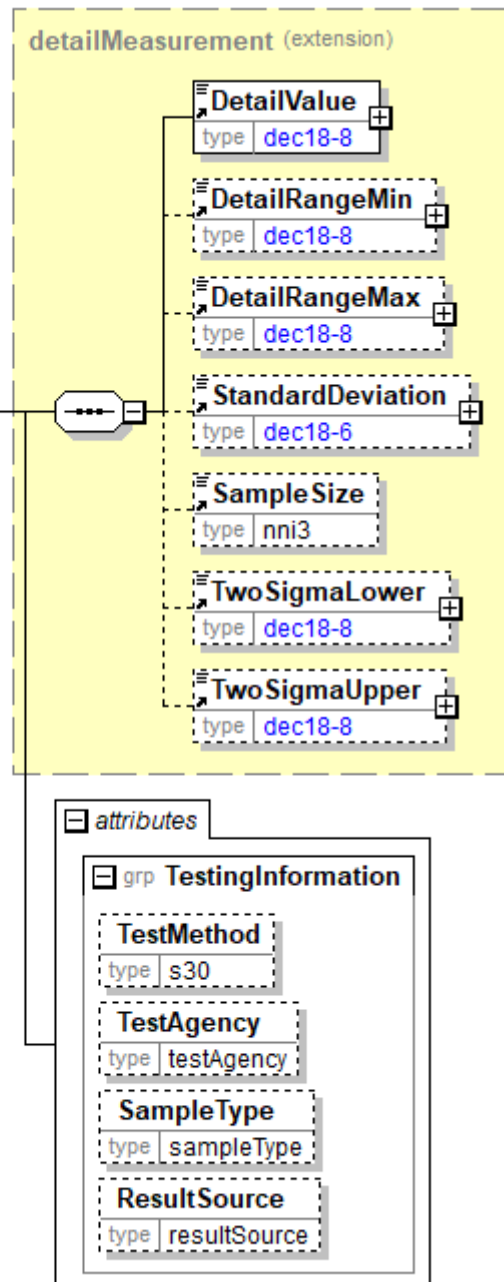 detailMeasurement (extension)
DetailValue
type dec18-8
DetailRangeMin
type dec18-8
DetailRangeMax
type dec18-8
StandardDeviation
type dec18-6
SampleSize
type nni3
TwoSigmaLower
type dec18-8
TwoSigmaUpper
type dec18-8
attributes
grp TestingInformation
TestMethod
type s30
TestAgency
type testAgency
SampleType
type sampleType
ResultSource
type resultSource